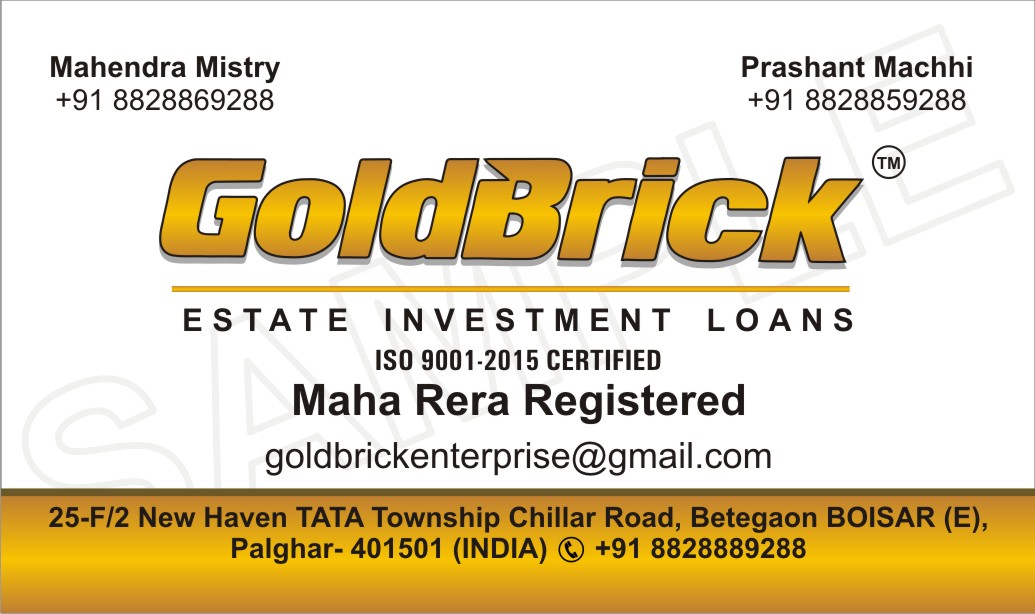 Mahendra Mistry
+91 8828869288
Prashant Machhi
+91 8828859288
GoldBrick TM
ESTATE INVESTMENT LOANS
ISO 9001-2015 CERTIFIED
Maha Rera Registered
goldbrickenterprise@gmail.com
25-F/2 New Haven TATA Township Chillar Road, Betegaon BOISAR (E),
Palghar- 401501 (INDIA) +91 8828889288
SAMPLE